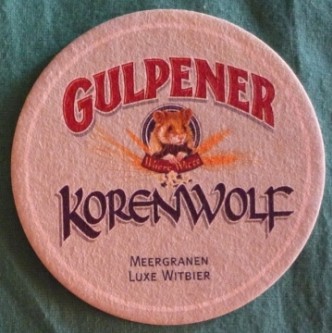 GULPENER
KORENWOLF
MEERGRANEN
LUXE WITBIER